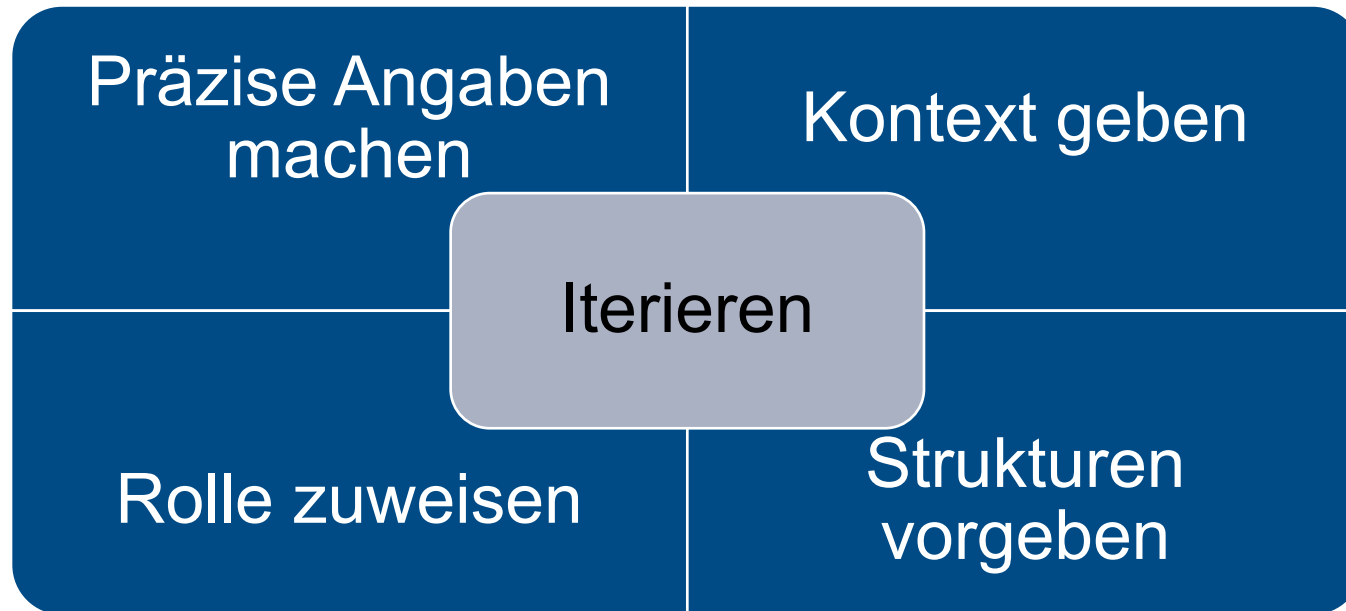 Präzise Angaben
machen
Kontext geben
Iterieren
Rolle zuweisen
Strukturen
vorgeben